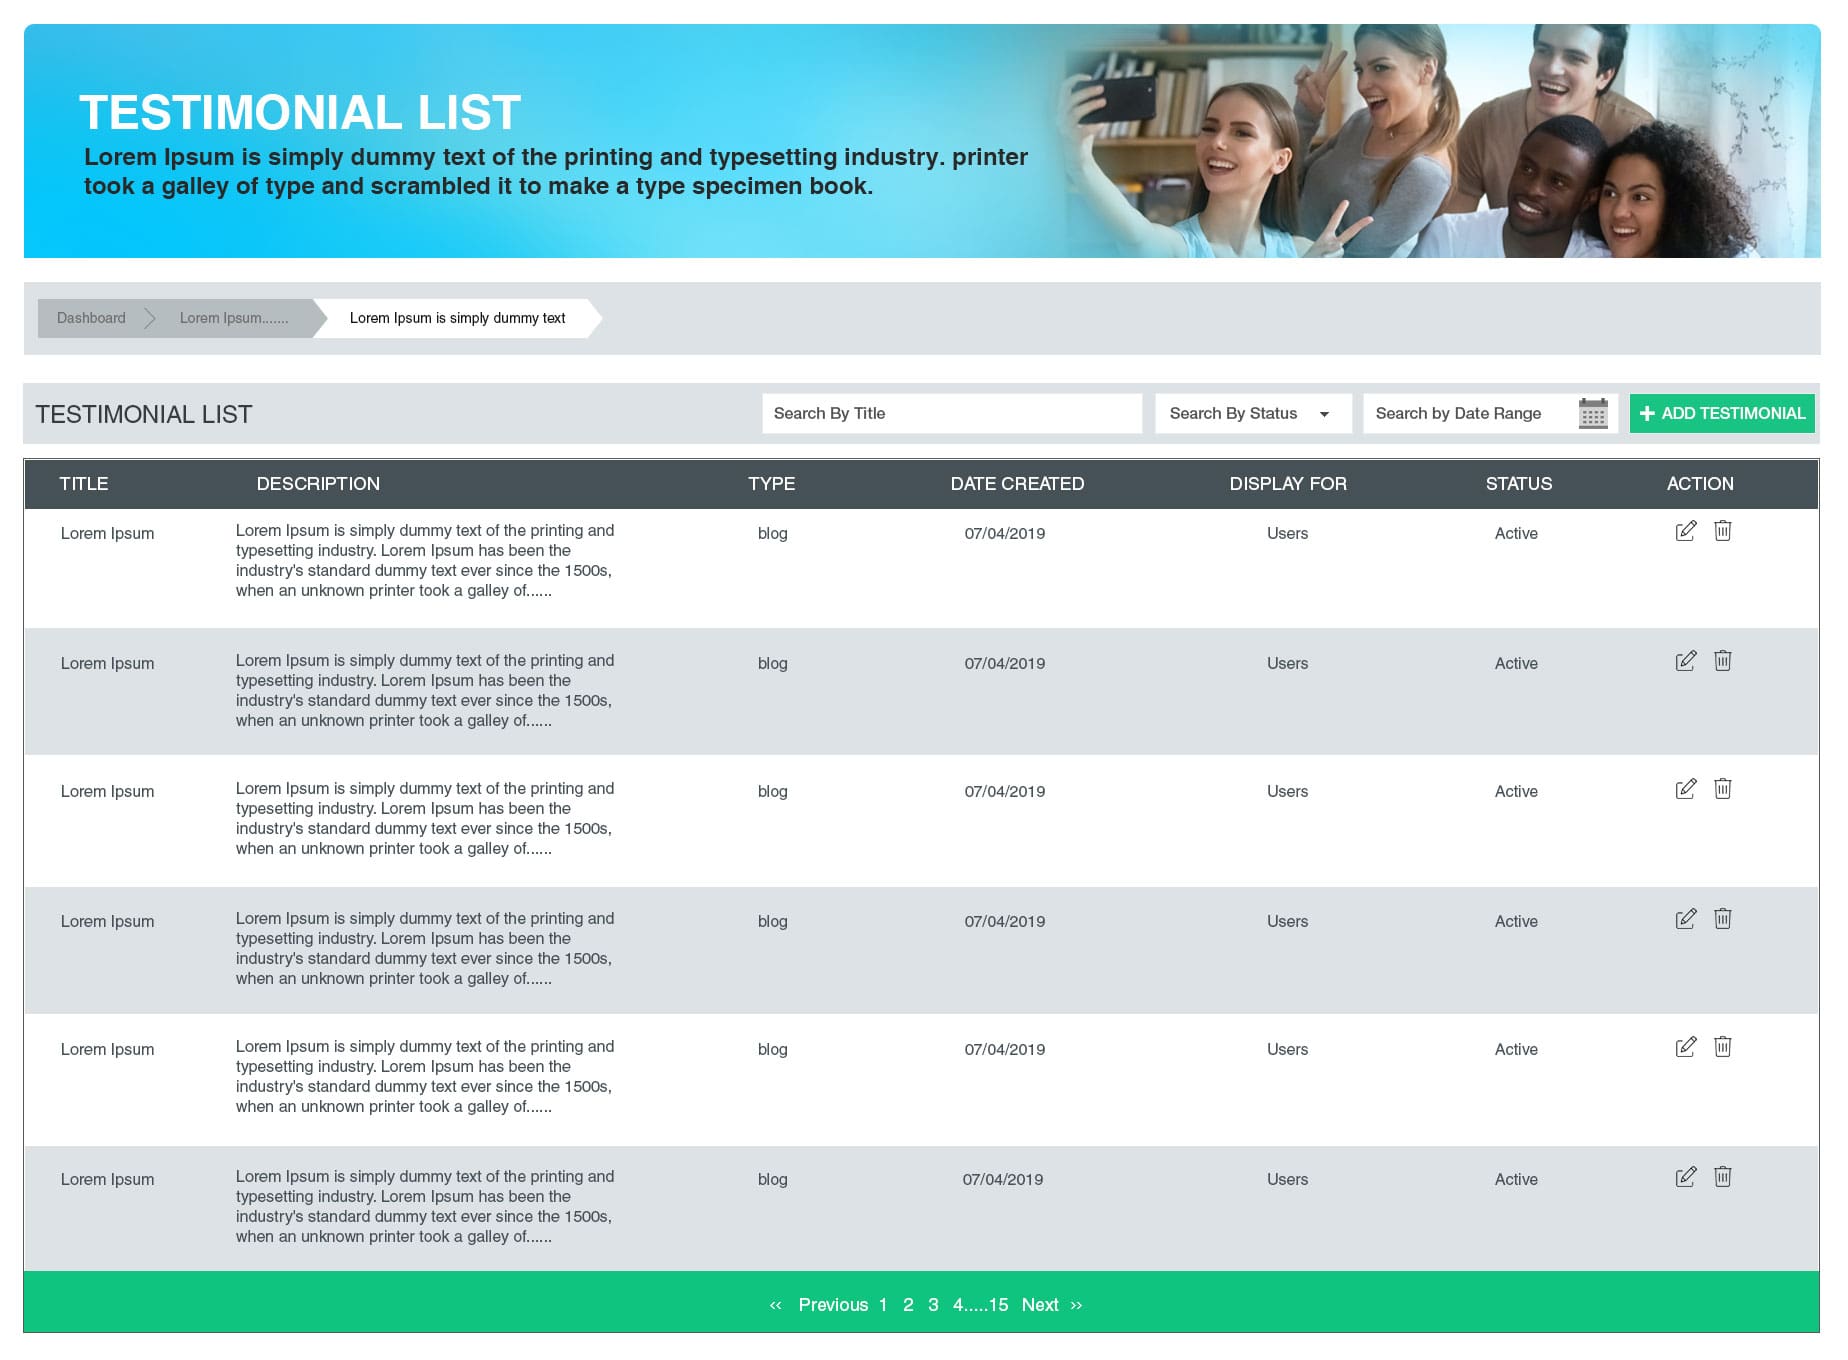 TESTIMONIAL LIST
Lorem Ipsum is simply dummy text of the printing and typesetting industry. printer
took a galley of type and scrambled it to make a type specimen book.
Dashboard Lorem Ipsum....... Lorem Ipsum is simply dummy text
TESTIMONIAL LIST Search By Title Search By Status Search by Date Range + ADD TESTIMONIAL
TITLE DESCRIPTION TYPE DATE CREATED DISPLAY FOR STATUS ACTION
Lorem Ipsum Lorem Ipsum is simply dummy text of the printing and blog 07/04/2019 Users Active
typesetting industry. Lorem Ipsum has been the
industry's standard dummy text ever since the 1500s,
when an unknown printer took a galley of......
Lorem Ipsum Lorem Ipsum is simply dummy text of the printing and blog 07/04/2019 Users Active
typesetting industry. Lorem Ipsum has been the
industry's standard dummy text ever since the 1500s,
when an unknown printer took a galley of......
Lorem Ipsum Lorem Ipsum is simply dummy text of the printing and blog 07/04/2019 Users Active
typesetting industry. Lorem Ipsum has been the
industry's standard dummy text ever since the 1500s,
when an unknown printer took a galley of......
Lorem Ipsum Lorem Ipsum is simply dummy text of the printing and blog 07/04/2019 Users Active
typesetting industry. Lorem Ipsum has been the
industry's standard dummy text ever since the 1500s,
when an unknown printer took a galley of......
Lorem Ipsum Lorem Ipsum is simply dummy text of the printing and blog 07/04/2019 Users Active
typesetting industry. Lorem Ipsum has been the
industry's standard dummy text ever since the 1500s,
when an unknown printer took a galley of......
Lorem Ipsum Lorem Ipsum is simply dummy text of the printing and blog 07/04/2019 Users Active
typesetting industry. Lorem Ipsum has been the
industry's standard dummy text ever since the 1500s,
when an unknown printer took a galley of......
‹‹ Previous 1 2 3 4.....15 Next ››